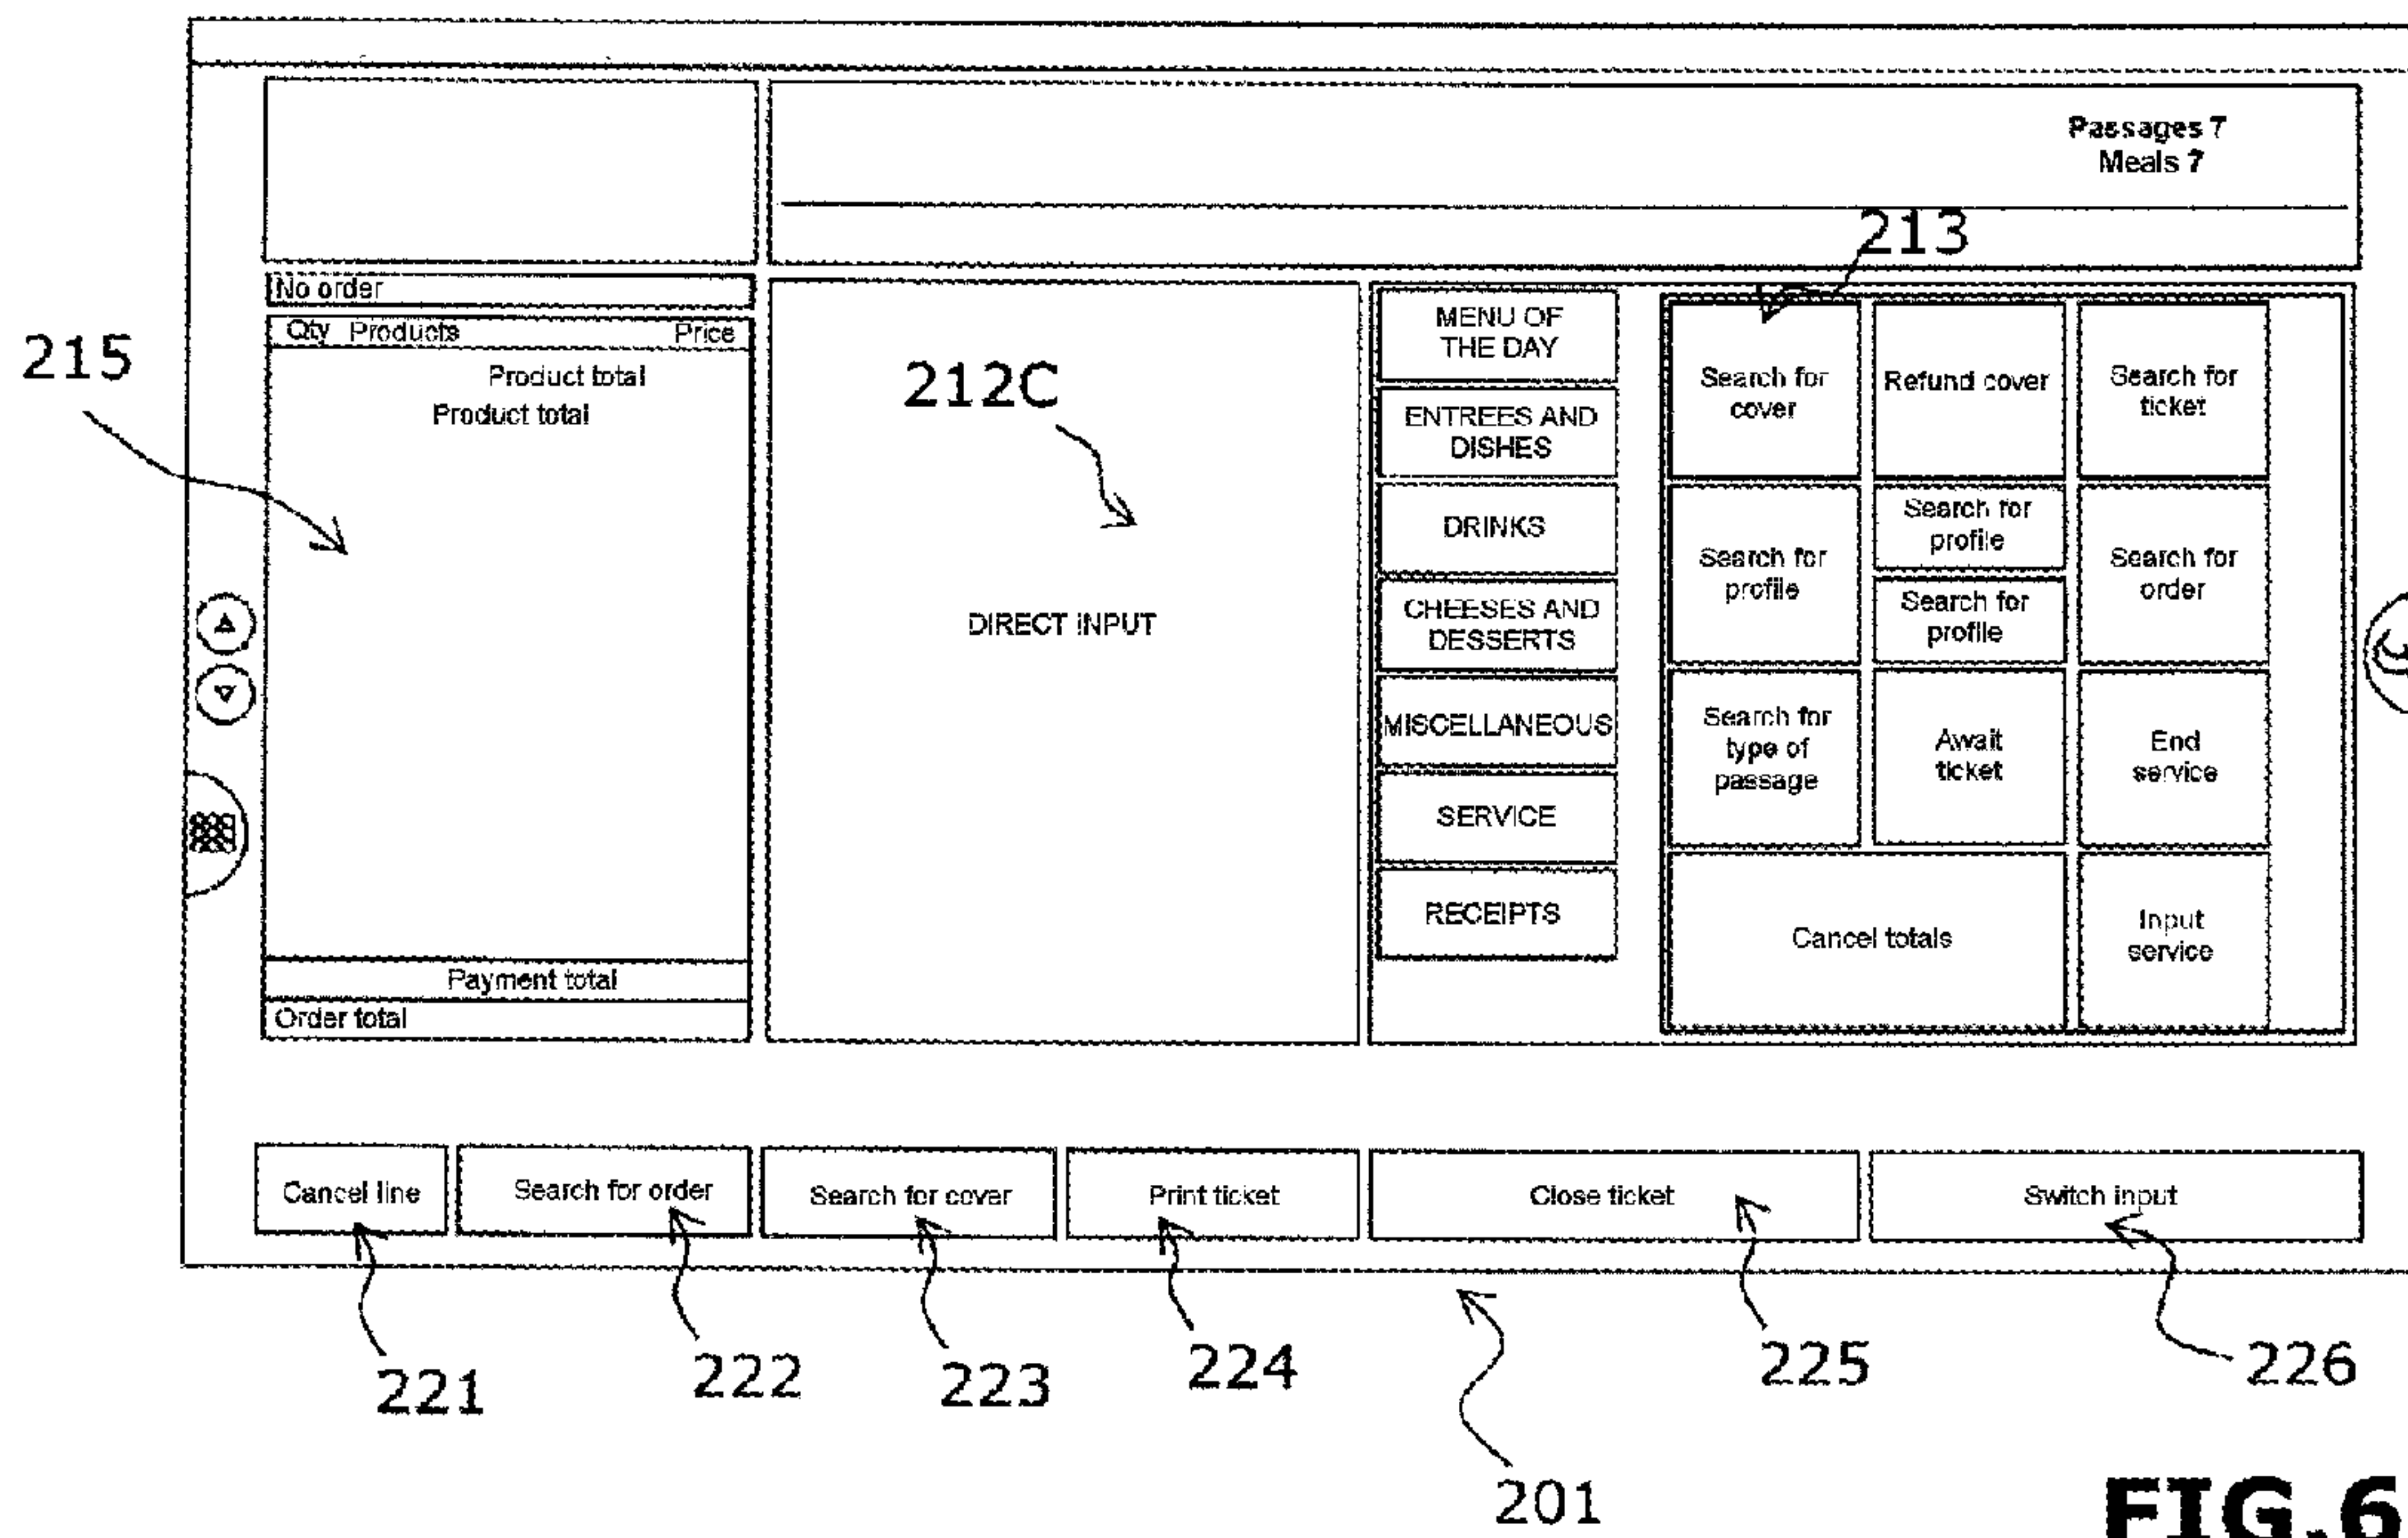 Passages 7
Meals 7
213
No order
Qty Products Price
215
Product total
Product total
212C
DIRECT INPUT
Payment total
Order total
MENU OF
THE DAY
ENTREES AND
DISHES
DRINKS
CHEESES AND
DESSERTS
MISCELLANEOUS
SERVICE
RECEIPTS
Search for
cover
Refund cover
Search for
ticket
Search for
profile
Search for
profile
Search for
profile
Search for
order
Search for
type of
passage
Await
ticket
End
service
Cancel totals
Input
service
Cancel line
Search for order
Search for cover
Print ticket
Close ticket
Switch input
221
222
223
224
225
226
201
FIG.6